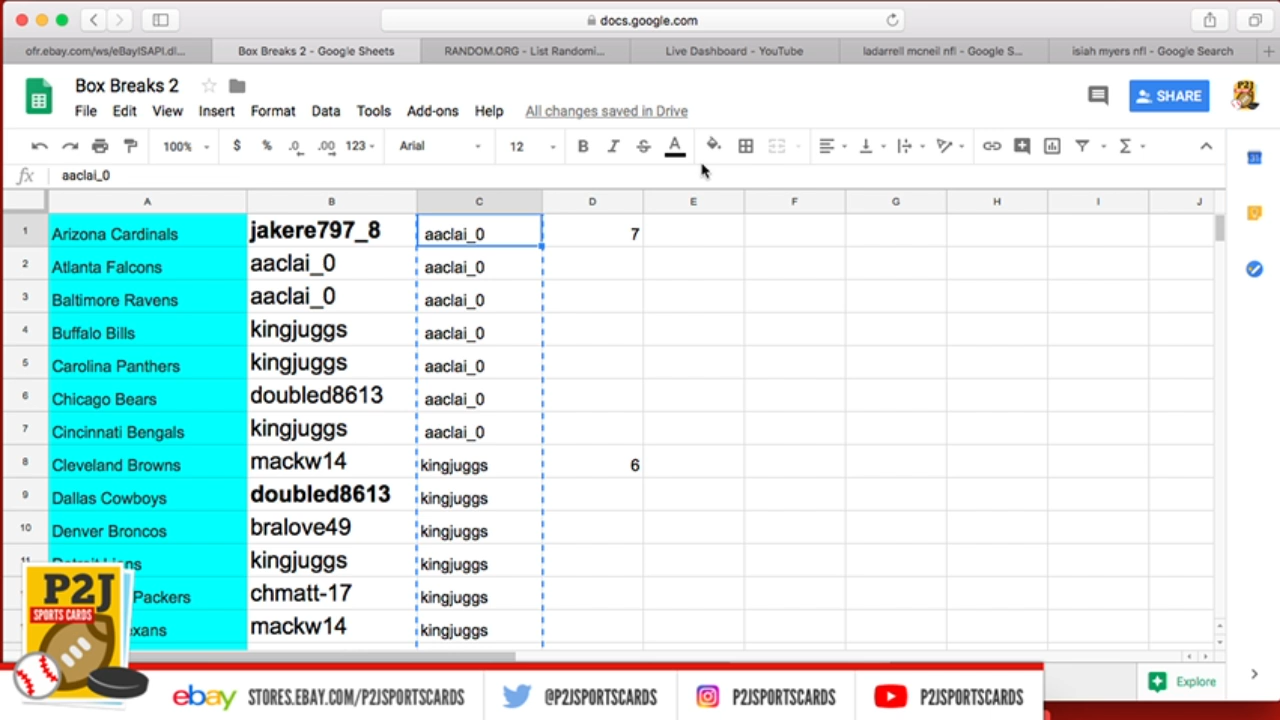 docs.google.com
ofr.ebay.com/ws/eBayISAPI.dl...
Box Breaks 2 - Google Sheets
RANDOM.ORG - List Randomi...
Live Dashboard - YouTube
ladarrell mcneil nfl - Google S...
isiah myers nfl - Google Search
Box Breaks 2
File Edit View Insert Format Data Tools Add-ons Help All changes saved in Drive
SHARE
100% $ % .0 .00 123 Arial 12 B I S A
fx aaclai_0
A B C D E F G H I J
1 Arizona Cardinals jakere797_8 aaclai_0 7
2 Atlanta Falcons aaclai_0 aaclai_0
3 Baltimore Ravens aaclai_0 aaclai_0
4 Buffalo Bills kingjuggs aaclai_0
5 Carolina Panthers kingjuggs aaclai_0
6 Chicago Bears doubled8613 aaclai_0
7 Cincinnati Bengals kingjuggs aaclai_0
8 Cleveland Browns mackw14 kingjuggs 6
9 Dallas Cowboys doubled8613 kingjuggs
10 Denver Broncos bralove49 kingjuggs
11 kingjuggs kingjuggs
Packers chmatt-17 kingjuggs
mackw14 kingjuggs
P2J
SPORTS CARDS
ebay STORES.EBAY.COM/P2JSPORTSCARDS
@P2JSPORTSCARDS
P2JSPORTSCARDS
P2JSPORTSCARDS
Explore